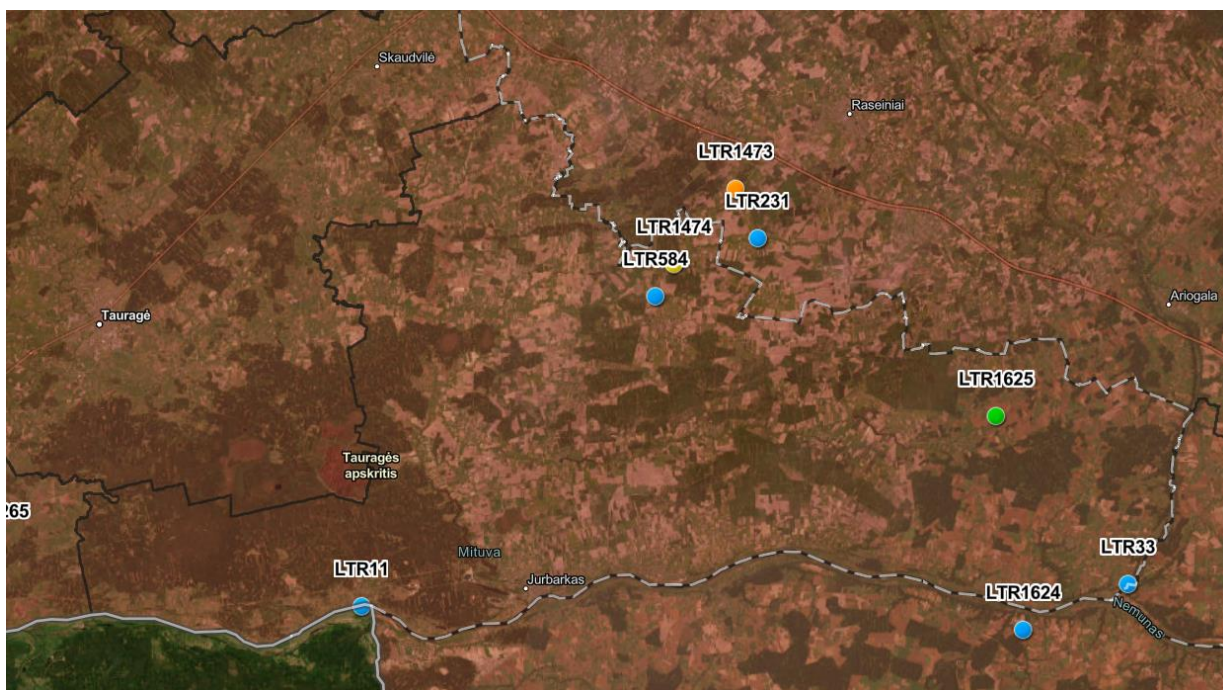 Skaudvilė
Raseiniai
LTR1473
LTR231
LTR1474
LTR584
Ariogala
Tauragė
LTR1625
Tauragės
apskritis
265
Mituva
LTR33
LTR11
Jurbarkas
LTR1624
Nemunas